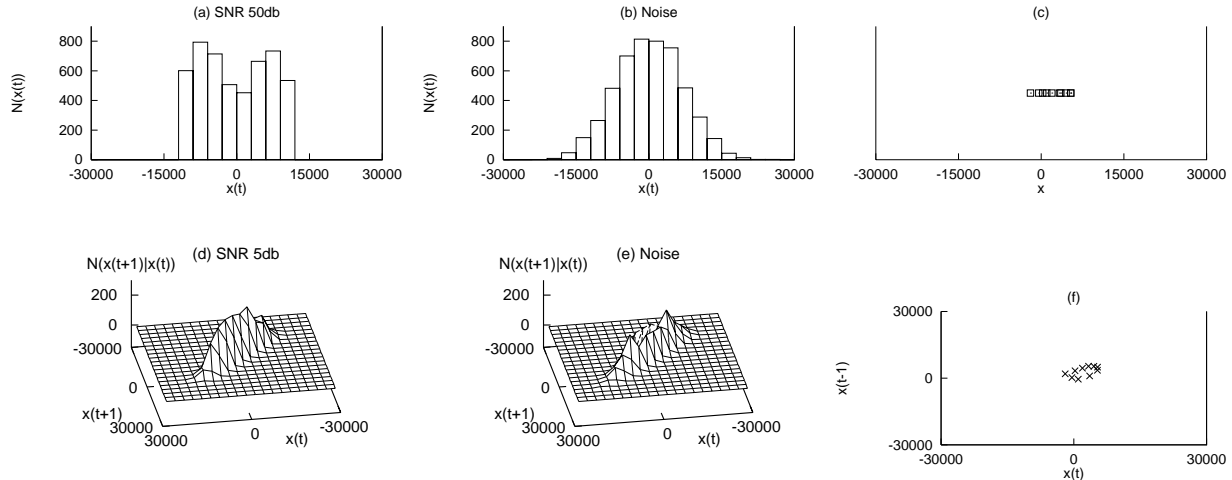 (a) SNR 50db
N(x(t))
800
600
400
200
0
-30000 -15000 0 15000 30000
x(t)
(b) Noise
N(x(t))
800
600
400
200
0
-30000 -15000 0 15000 30000
x(t)
(c)
-30000 -15000 0 15000 30000
x
(d) SNR 5db
N(x(t+1)|x(t))
200
0
-30000
0
30000
x(t+1)
30000 0 -30000
x(t)
(e) Noise
N(x(t+1)|x(t))
200
0
-30000
0
30000
x(t+1)
30000 0 -30000
x(t)
(f)
x(t-1)
30000
0
-30000
-30000 0 30000
x(t)